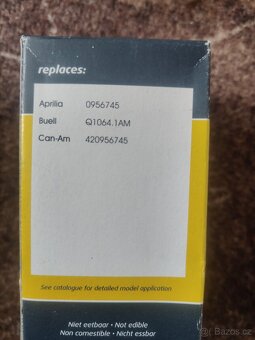 replaces:
Aprilia 0956745
Buell Q1064.1AM
Can-Am 420956745
See catalogue for detailed model application
Niet eetbaar • Not edible
Non comestible • Nicht essbar
Bazos.cz